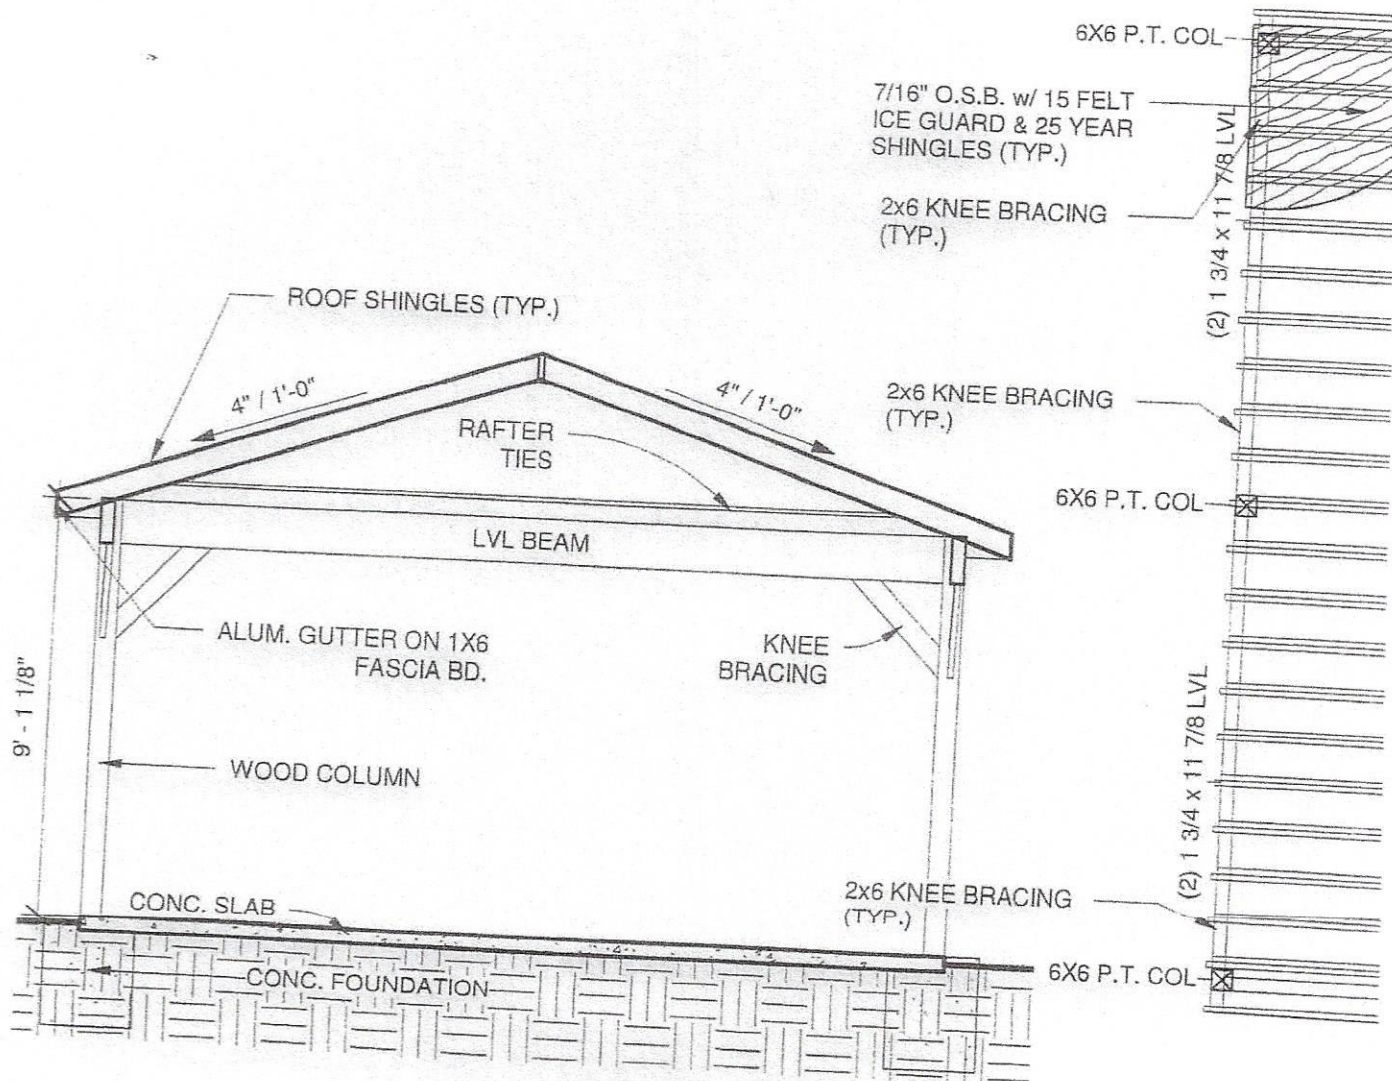 6X6 P.T. COL
7/16" O.S.B. w/ 15 FELT
ICE GUARD & 25 YEAR
SHINGLES (TYP.)
2x6 KNEE BRACING
(TYP.)
(2) 1 3/4 x 11 7/8 LVL
ROOF SHINGLES (TYP.)
4" / 1'-0"
4" / 1'-0"
2x6 KNEE BRACING
(TYP.)
RAFTER
TIES
6X6 P.T. COL
LVL BEAM
ALUM. GUTTER ON 1X6
FASCIA BD.
KNEE
BRACING
9' - 1 1/8"
WOOD COLUMN
(2) 1 3/4 x 11 7/8 LVL
2x6 KNEE BRACING
(TYP.)
CONC. SLAB
CONC. FOUNDATION
6X6 P.T. COL